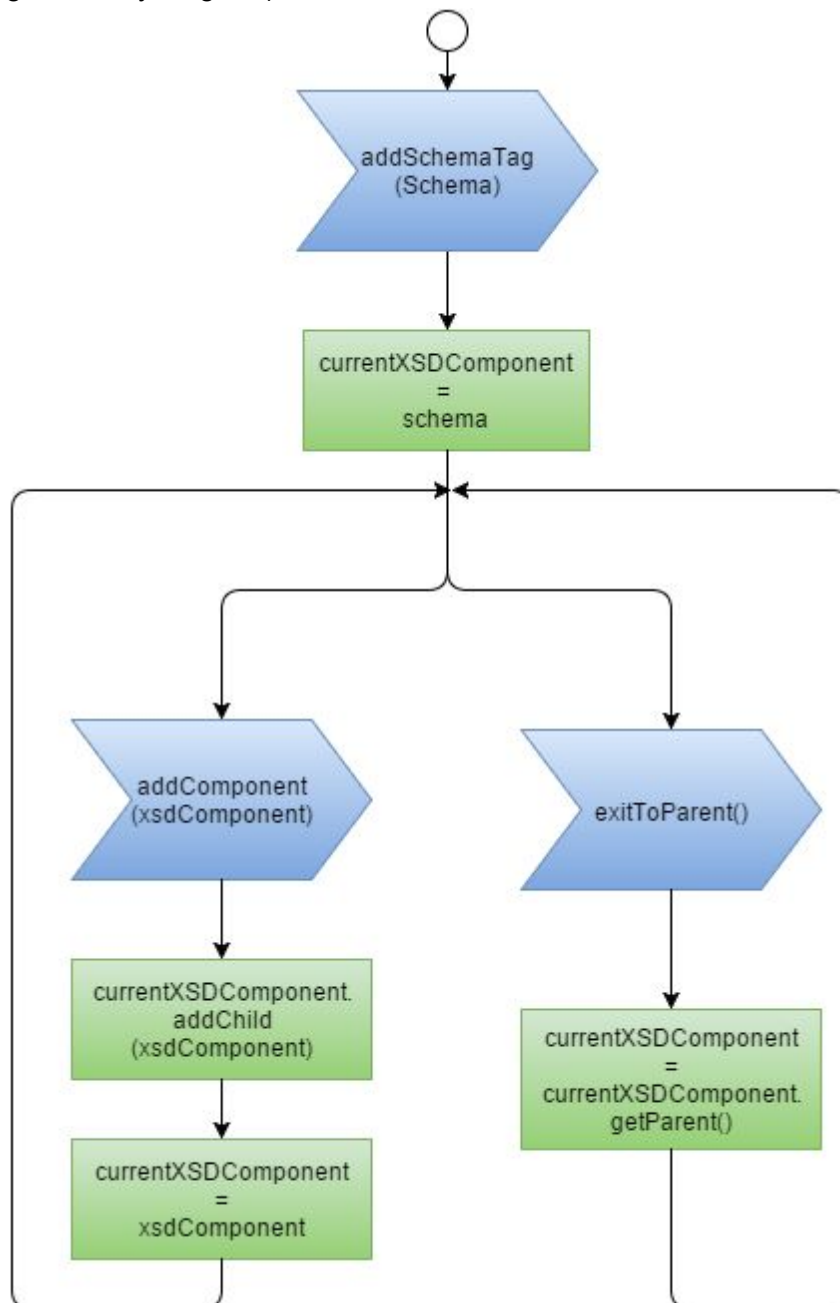 addSchemaTag
(Schema)
currentXSDComponent
=
schema
addComponent
(xsdComponent)
currentXSDComponent.
addChild
(xsdComponent)
currentXSDComponent
=
xsdComponent
exitToParent()
currentXSDComponent
=
currentXSDComponent.
getParent()